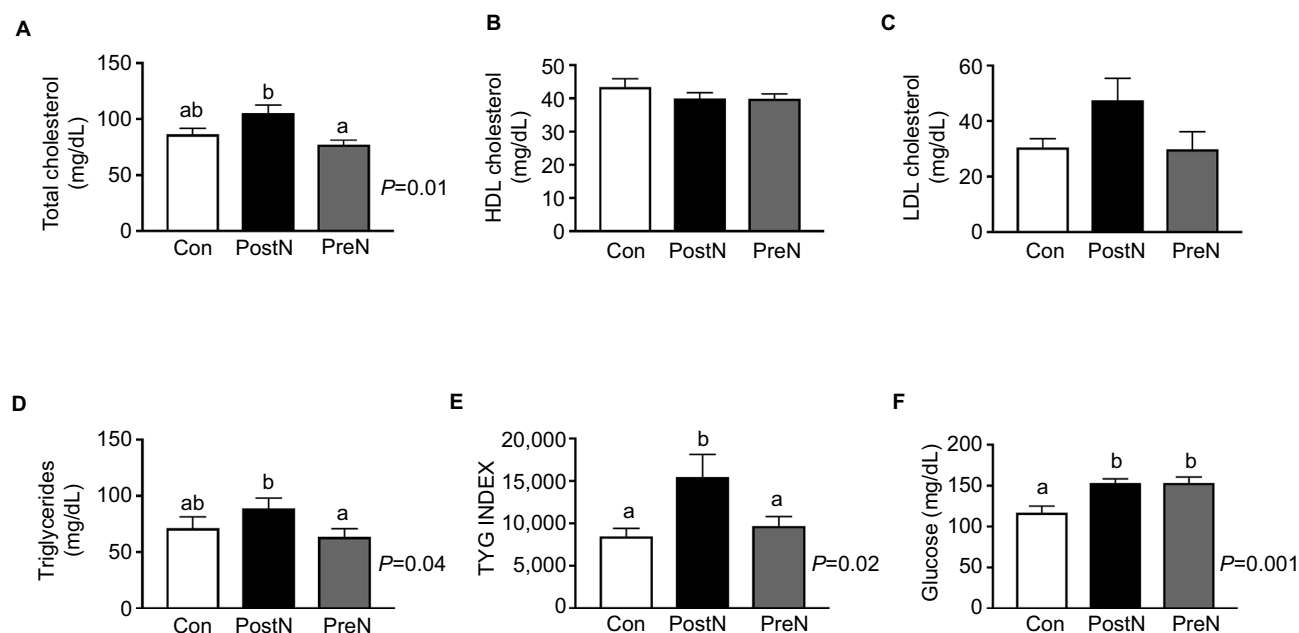 A
Total cholesterol
(mg/dL)
150
100
50
0
ab
b
a
P=0.01
Con PostN PreN
B
HDL cholesterol
(mg/dL)
50
40
30
20
10
0
Con PostN PreN
C
LDL cholesterol
(mg/dL)
60
40
20
0
Con PostN PreN
D
Triglycerides
(mg/dL)
150
100
50
0
ab
b
a
P=0.04
Con PostN PreN
E
TYG INDEX
20,000
15,000
10,000
5,000
0
a
b
a
P=0.02
Con PostN PreN
F
Glucose (mg/dL)
200
150
100
50
0
a
b
b
P=0.001
Con PostN PreN